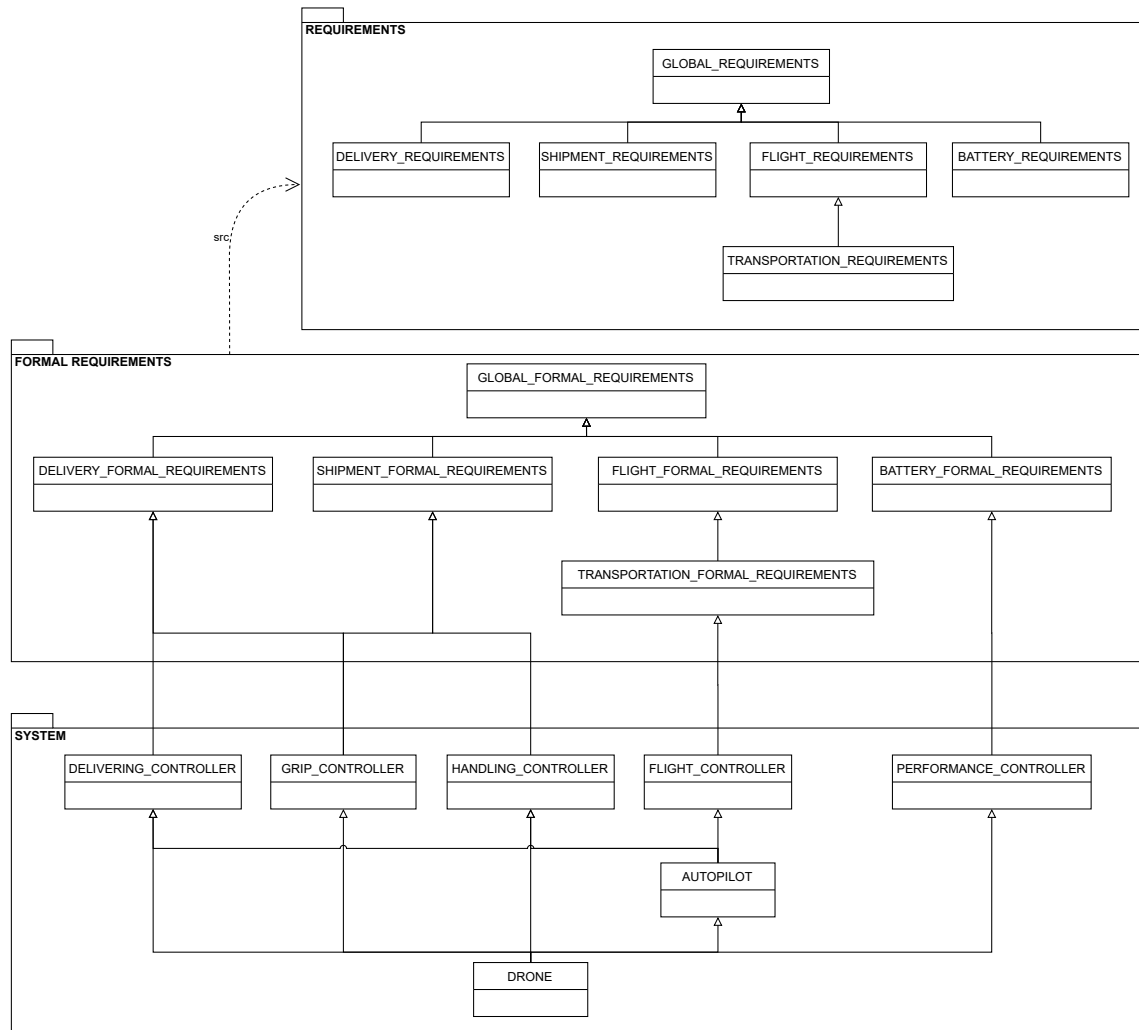 REQUIREMENTS
GLOBAL_REQUIREMENTS
DELIVERY_REQUIREMENTS
SHIPMENT_REQUIREMENTS
FLIGHT_REQUIREMENTS
BATTERY_REQUIREMENTS
src
TRANSPORTATION_REQUIREMENTS
FORMAL REQUIREMENTS
GLOBAL_FORMAL_REQUIREMENTS
DELIVERY_FORMAL_REQUIREMENTS
SHIPMENT_FORMAL_REQUIREMENTS
FLIGHT_FORMAL_REQUIREMENTS
BATTERY_FORMAL_REQUIREMENTS
TRANSPORTATION_FORMAL_REQUIREMENTS
SYSTEM
DELIVERING_CONTROLLER
GRIP_CONTROLLER
HANDLING_CONTROLLER
FLIGHT_CONTROLLER
PERFORMANCE_CONTROLLER
AUTOPILOT
DRONE